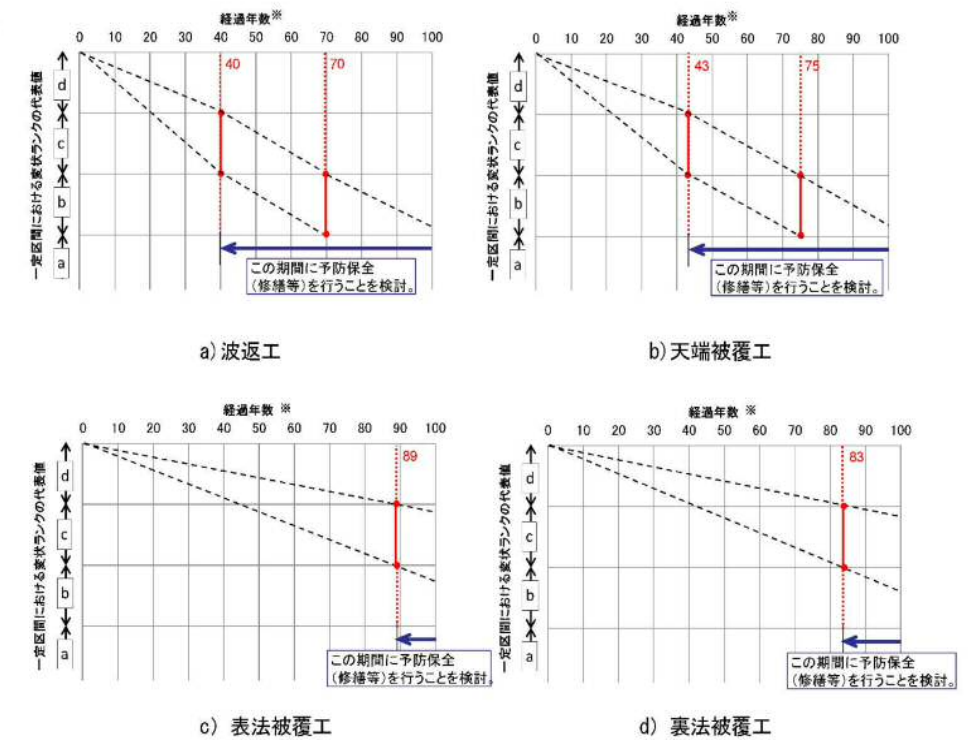 経過年数※
0 10 20 30 40 50 60 70 80 90 100
40
70
一定区間における変状ランクの代表値
d
c
b
a
この期間に予防保全
(修繕等)を行うことを検討。
a)波返工
経過年数※
0 10 20 30 40 50 60 70 80 90 100
43
75
一定区間における変状ランクの代表値
d
c
b
a
この期間に予防保全
(修繕等)を行うことを検討。
b)天端被覆工
経過年数 ※
0 10 20 30 40 50 60 70 80 90 100
89
一定区間における変状ランクの代表値
d
c
b
a
この期間に予防保全
(修繕等)を行うことを検討。
c) 表法被覆工
経過年数 ※
0 10 20 30 40 50 60 70 80 90 100
83
一定区間における変状ランクの代表値
d
c
b
a
この期間に予防保全
(修繕等)を行うことを検討。
d) 裏法被覆工